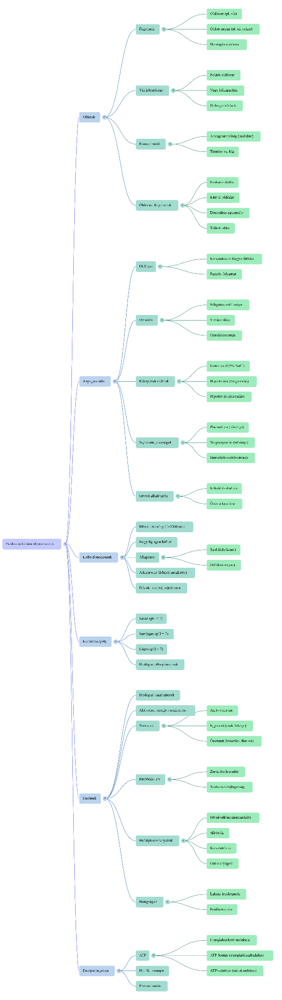 Fizikai és kémiai alapismeretek
Oldatok
Fogalmak
Oldószer (pl. víz)
Oldott anyag (pl. só, cukor)
Homogén rendszer
Víz jelentősége
Poláris oldószer
Nagy hőkapacitás
Hidrogénkötések
Koncentráció
Anyagmennyiség (mol/dm³)
Tömény vs. híg
Oldódási folyamatok
Fizikai oldódás
Kémiai oldódás
Dinamikus egyensúly
Telített oldat
Anyagáramlás
Diffúzió
Koncentráció kiegyenlítődés
Passzív folyamat
Ozmózis
Féligáteresztő hártya
Víz áramlása
Ozmózisnyomás
Környezeti oldatok
Izotóniás (0,9% NaCl)
Hipertóniás (zsugorodás)
Hipotóniás (duzzadás)
Sejtszintű jelenségek
Plazmolízis (növényi)
Turgornyomás (növényi)
Hemolízis (vörösvértest)
Orvosi alkalmazás
Infúzió és dialízis
Ödéma kezelése
Kolloid rendszerek
Mérettartomány (1–1000 nm)
Nagy fajlagos felület
Állapotok
Szol (folyékony)
Gél (kocsonyás)
Adszorpció (felületi megkötés)
Példák: vér, tej, sejtplazma
Kémhatás (pH)
Savas (pH < 7)
Semleges (pH = 7)
Lúgos (pH > 7)
Biológiai pH-optimumok
Enzimek
Biológiai katalizátorok
Aktiválási energia csökkentése
Szerkezet
Aktív centrum
Egyszerű (csak fehérje)
Összetett (koenzim, fémion)
Működési elv
Zár-kulcs hasonlat
Szubsztrát-fajlagosság
Befolyásoló tényezők
Hőmérséklet (denaturáció)
pH-érték
Koncentráció
Gátló anyagok
Betegségek
Laktóz-intolerancia
Fenilketonúria
Energiaforgalom
ATP
Energiahordozó molekula
ATP-bontás (energiafelszabadulás)
ATP-szintézis (mitokondrium)
Na+/K+-pumpa
Protonáramlás